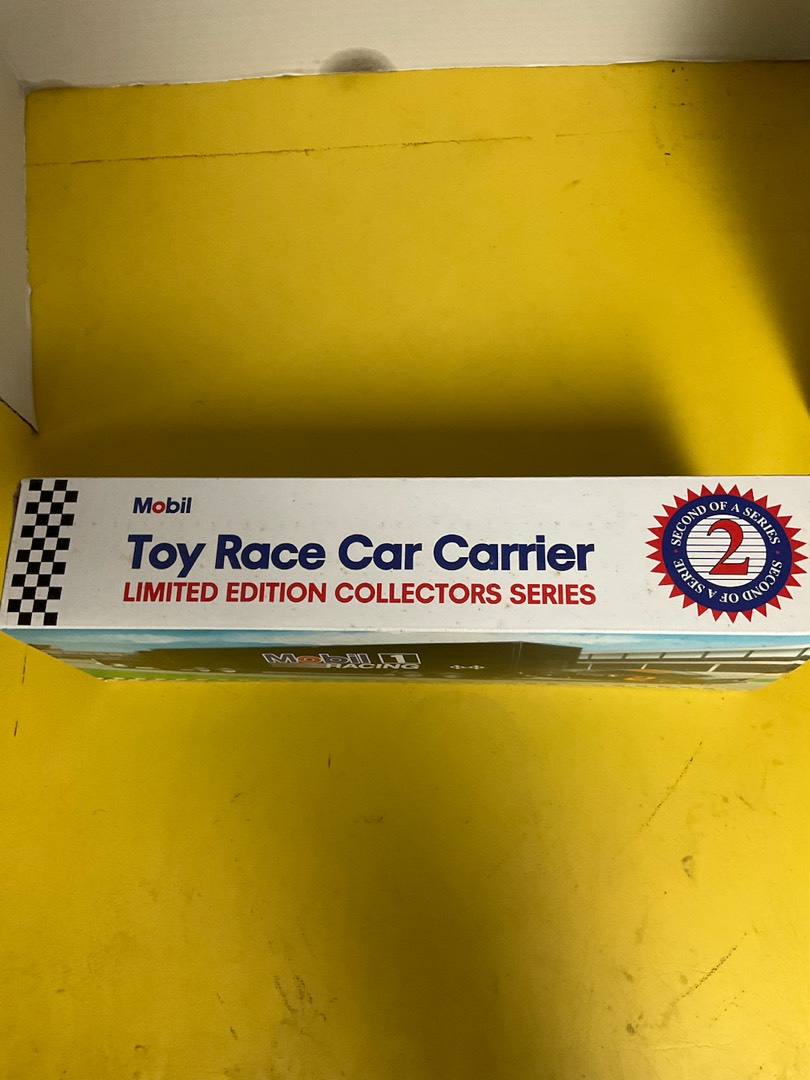 Mobil
Toy Race Car Carrier
LIMITED EDITION COLLECTORS SERIES
SECOND OF A SERIES
2
SECOND OF A SERIE
Mobil 1
RACING